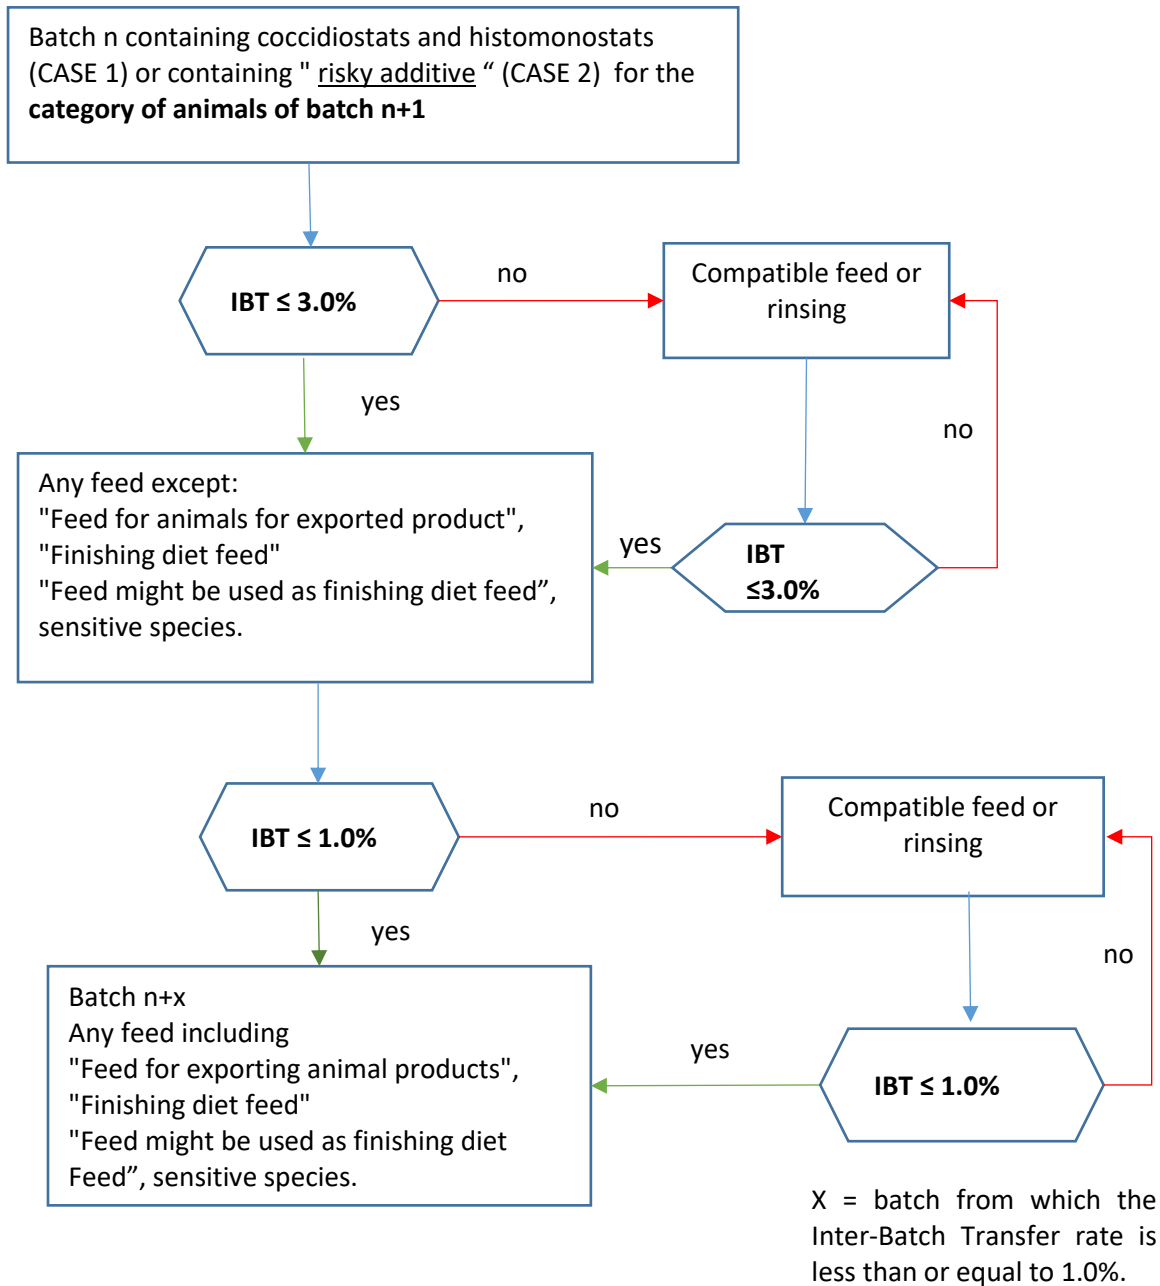 Batch n containing coccidiostats and histomonostats
(CASE 1) or containing " risky additive “ (CASE 2)  for the
category of animals of batch n+1
IBT ≤ 3.0%
no
Compatible feed or
rinsing
yes
no
Any feed except:
"Feed for animals for exported product",
"Finishing diet feed"
"Feed might be used as finishing diet feed”,
sensitive species.
yes
IBT
≤3.0%
IBT ≤ 1.0%
no
Compatible feed or
rinsing
yes
no
Batch n+x
Any feed including
"Feed for exporting animal products",
"Finishing diet feed"
"Feed might be used as finishing diet
Feed”, sensitive species.
yes
IBT ≤ 1.0%
X = batch from which the
Inter-Batch Transfer rate is
less than or equal to 1.0%.